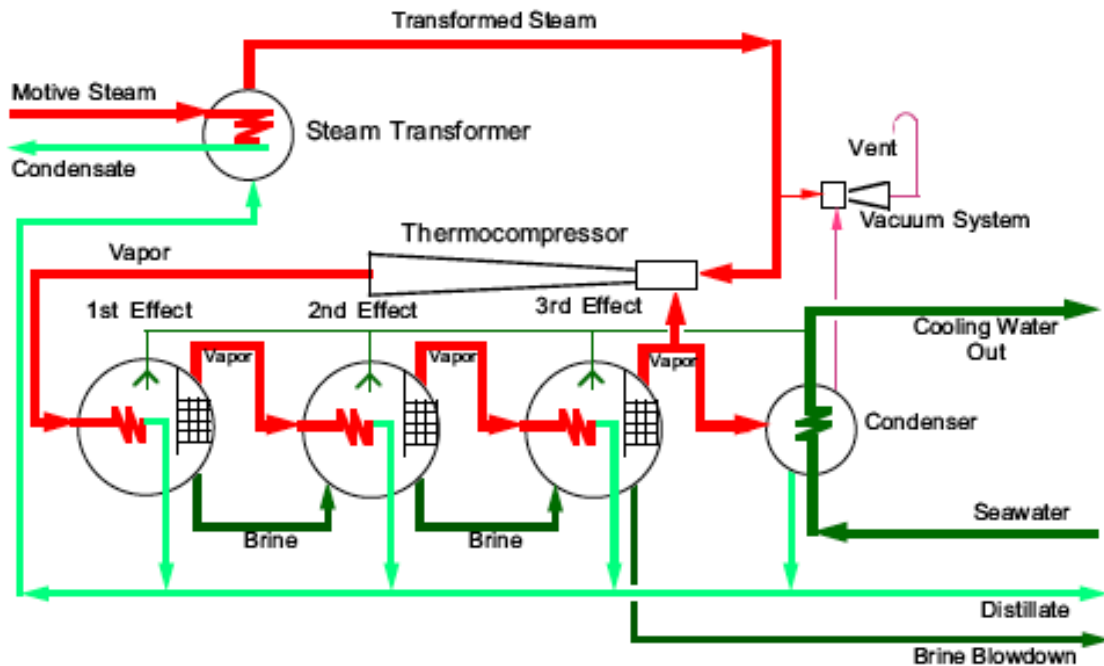 Transformed Steam
Motive Steam
Steam Transformer
Condensate
Vent
Vacuum System
Thermocompressor
Vapor
1st Effect
2nd Effect
3rd Effect
Cooling Water
Out
Vapor
Vapor
Vapor
Condenser
Seawater
Brine
Brine
Distillate
Brine Blowdown